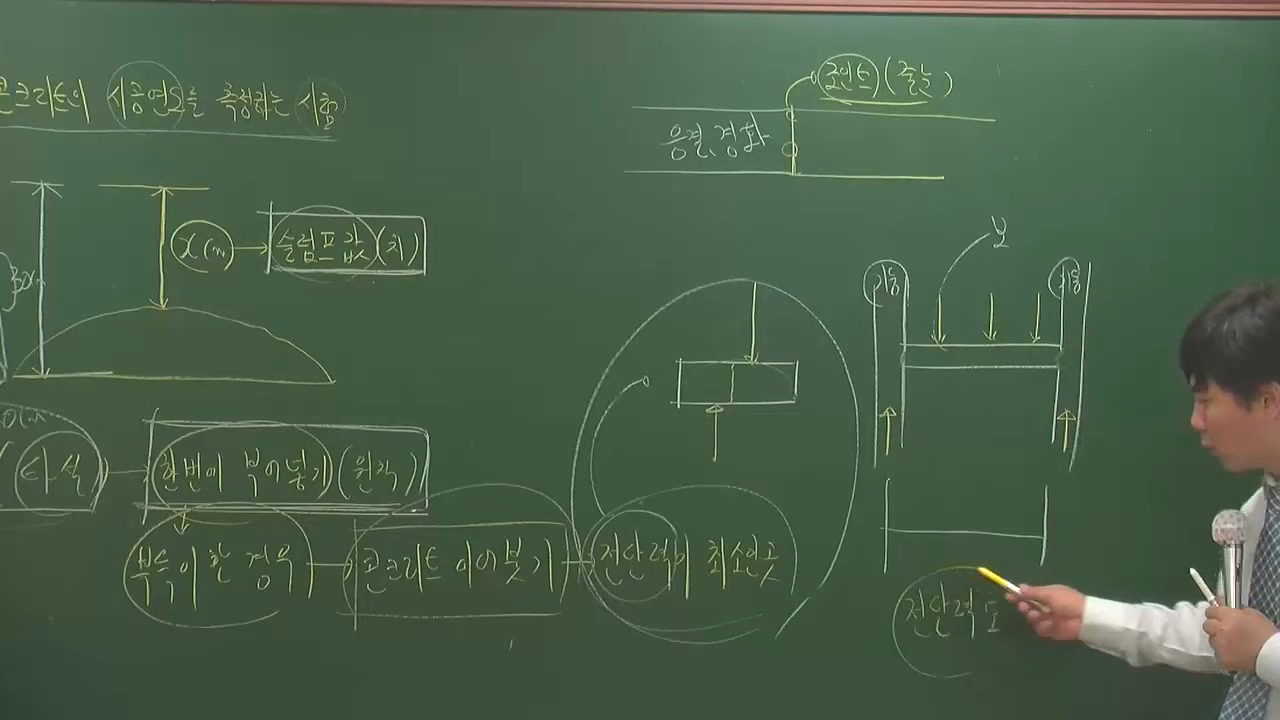 콘크리트의 시공연도를 측정하는 시험
슬럼프값(치)
타설
한번에 부어넣기(원칙)
부득이한 경우
콘크리트 이어붓기
전단력이 최소인곳
조인트(줄눈)
응결, 경화
보
기둥
기둥
전단력도